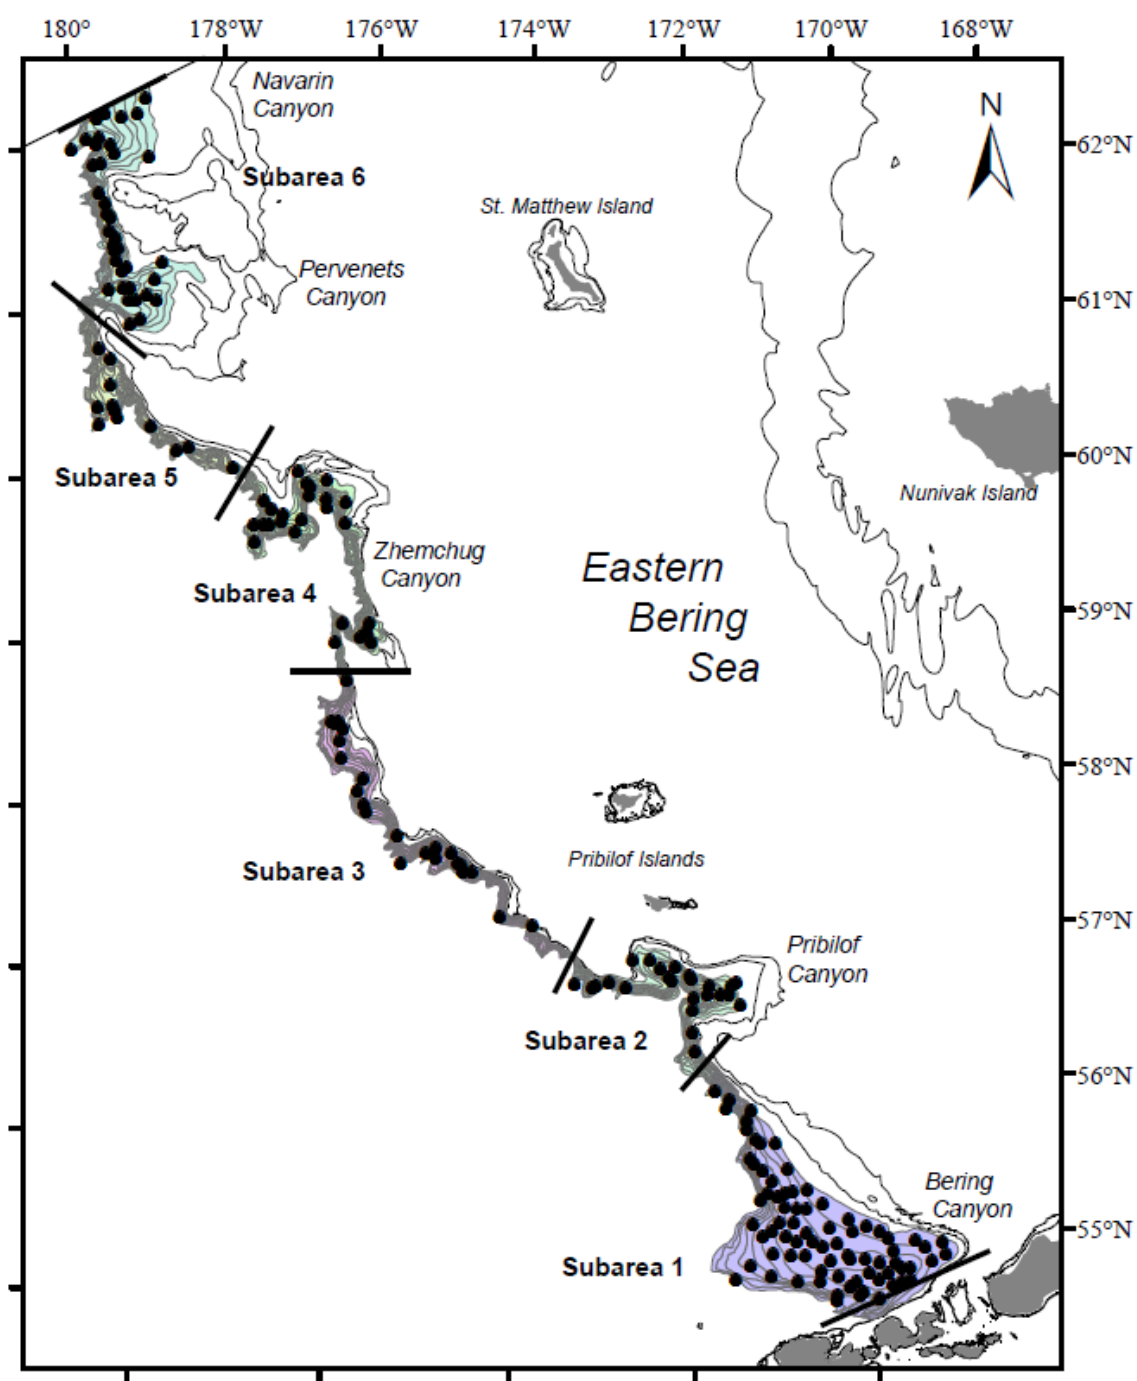 180° 178°W 176°W 174°W 172°W 170°W 168°W
Navarin
Canyon
N
62°N
Subarea 6
St. Matthew Island
Pervenets
Canyon
61°N
60°N
Subarea 5
Nunivak Island
Zhemchug
Canyon
Eastern
Bering
Sea
Subarea 4
59°N
58°N
Pribilof Islands
Subarea 3
57°N
Pribilof
Canyon
Subarea 2
56°N
Bering
Canyon
55°N
Subarea 1